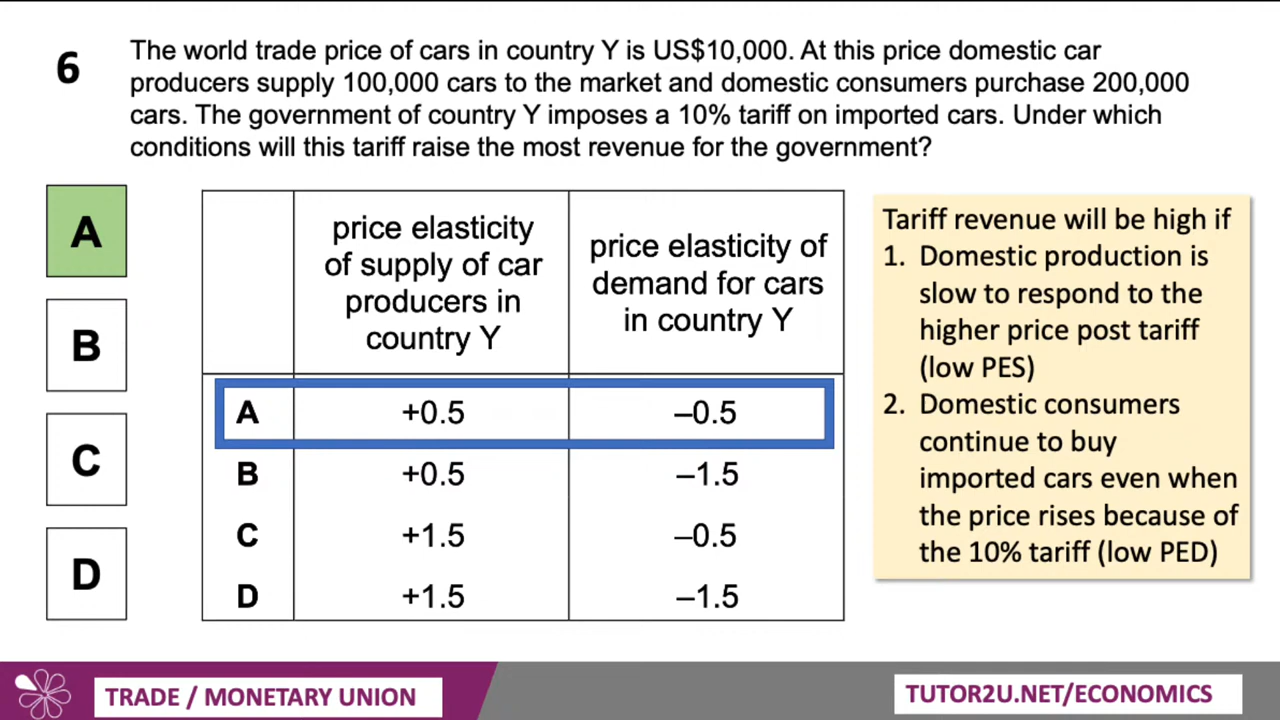 6
The world trade price of cars in country Y is US$10,000. At this price domestic car
producers supply 100,000 cars to the market and domestic consumers purchase 200,000
cars. The government of country Y imposes a 10% tariff on imported cars. Under which
conditions will this tariff raise the most revenue for the government?
A
B
C
D
price elasticity
of supply of car
producers in
country Y
price elasticity of
demand for cars
in country Y
A +0.5 –0.5
B +0.5 –1.5
C +1.5 –0.5
D +1.5 –1.5
Tariff revenue will be high if
1. Domestic production is
slow to respond to the
higher price post tariff
(low PES)
2. Domestic consumers
continue to buy
imported cars even when
the price rises because of
the 10% tariff (low PED)
TRADE / MONETARY UNION
TUTOR2U.NET/ECONOMICS